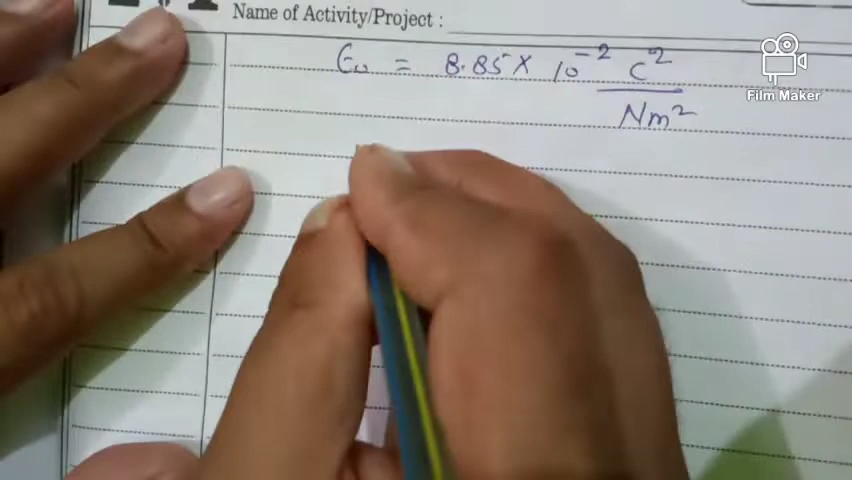 Name of Activity/Project :
ε₀ = 8.85 × 10⁻² C²
Nm²
Film Maker